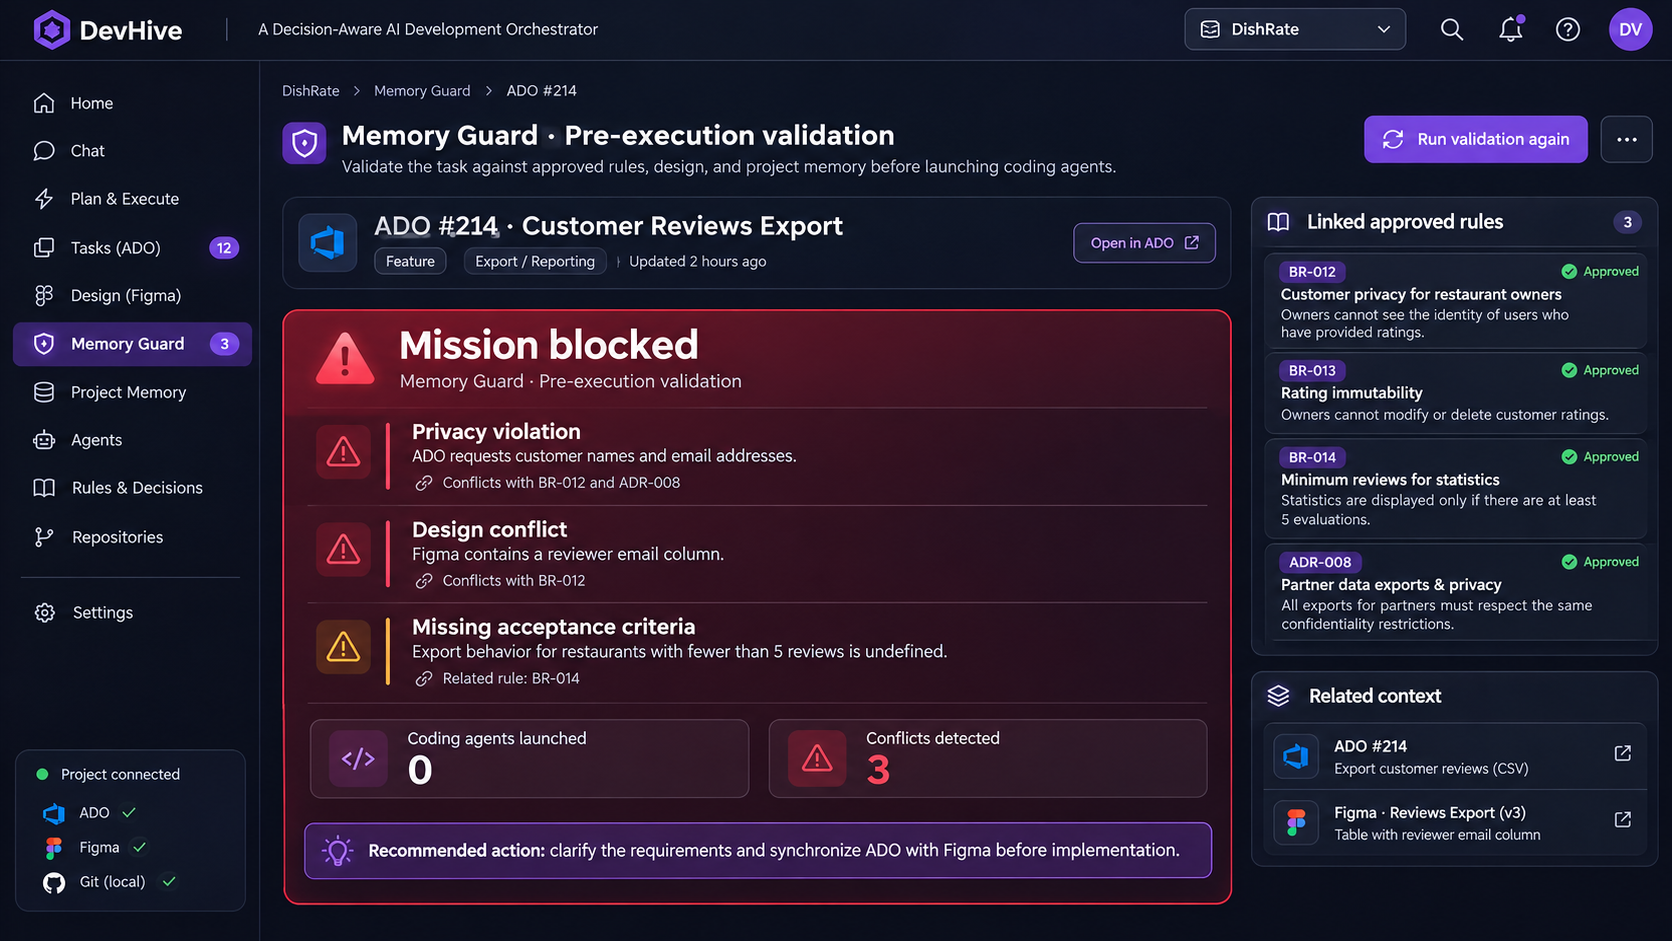 DevHive
A Decision-Aware AI Development Orchestrator
DishRate
DV
Home
Chat
Plan & Execute
Tasks (ADO) 12
Design (Figma)
Memory Guard 3
Project Memory
Agents
Rules & Decisions
Repositories
Settings
Project connected
ADO
Figma
Git (local)
DishRate > Memory Guard > ADO #214
Memory Guard · Pre-execution validation
Validate the task against approved rules, design, and project memory before launching coding agents.
Run validation again
ADO #214 · Customer Reviews Export
Feature Export / Reporting Updated 2 hours ago
Open in ADO
Mission blocked
Memory Guard · Pre-execution validation
Privacy violation
ADO requests customer names and email addresses.
Conflicts with BR-012 and ADR-008
Design conflict
Figma contains a reviewer email column.
Conflicts with BR-012
Missing acceptance criteria
Export behavior for restaurants with fewer than 5 reviews is undefined.
Related rule: BR-014
Coding agents launched
0
Conflicts detected
3
Recommended action: clarify the requirements and synchronize ADO with Figma before implementation.
Linked approved rules 3
BR-012 Approved
Customer privacy for restaurant owners
Owners cannot see the identity of users who
have provided ratings.
BR-013 Approved
Rating immutability
Owners cannot modify or delete customer ratings.
BR-014 Approved
Minimum reviews for statistics
Statistics are displayed only if there are at least
5 evaluations.
ADR-008 Approved
Partner data exports & privacy
All exports for partners must respect the same
confidentiality restrictions.
Related context
ADO #214
Export customer reviews (CSV)
Figma · Reviews Export (v3)
Table with reviewer email column